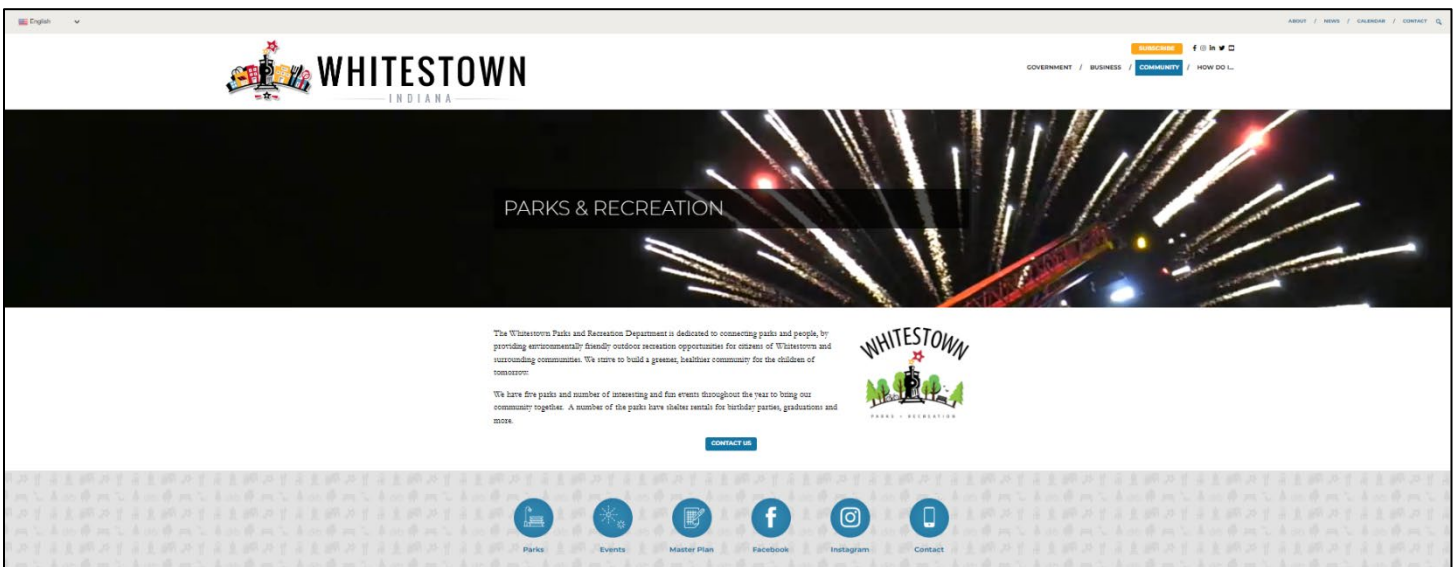 English
ABOUT / NEWS / CALENDAR / CONTACT
WHITESTOWN
INDIANA
SUBSCRIBE
GOVERNMENT / BUSINESS / COMMUNITY / HOW DO I...
PARKS & RECREATION
The Whitestown Parks and Recreation Department is dedicated to connecting parks and people, by
providing environmentally friendly outdoor recreation opportunities for citizens of Whitestown and
surrounding communities. We strive to build a greener, healthier community for the children of
tomorrow.
We have five parks and number of interesting and fun events throughout the year to bring our
community together. A number of the parks have shelter rentals for birthday parties, graduations and
more.
WHITESTOWN
PARKS + RECREATION
CONTACT US
Parks Events Master Plan Facebook Instagram Contact